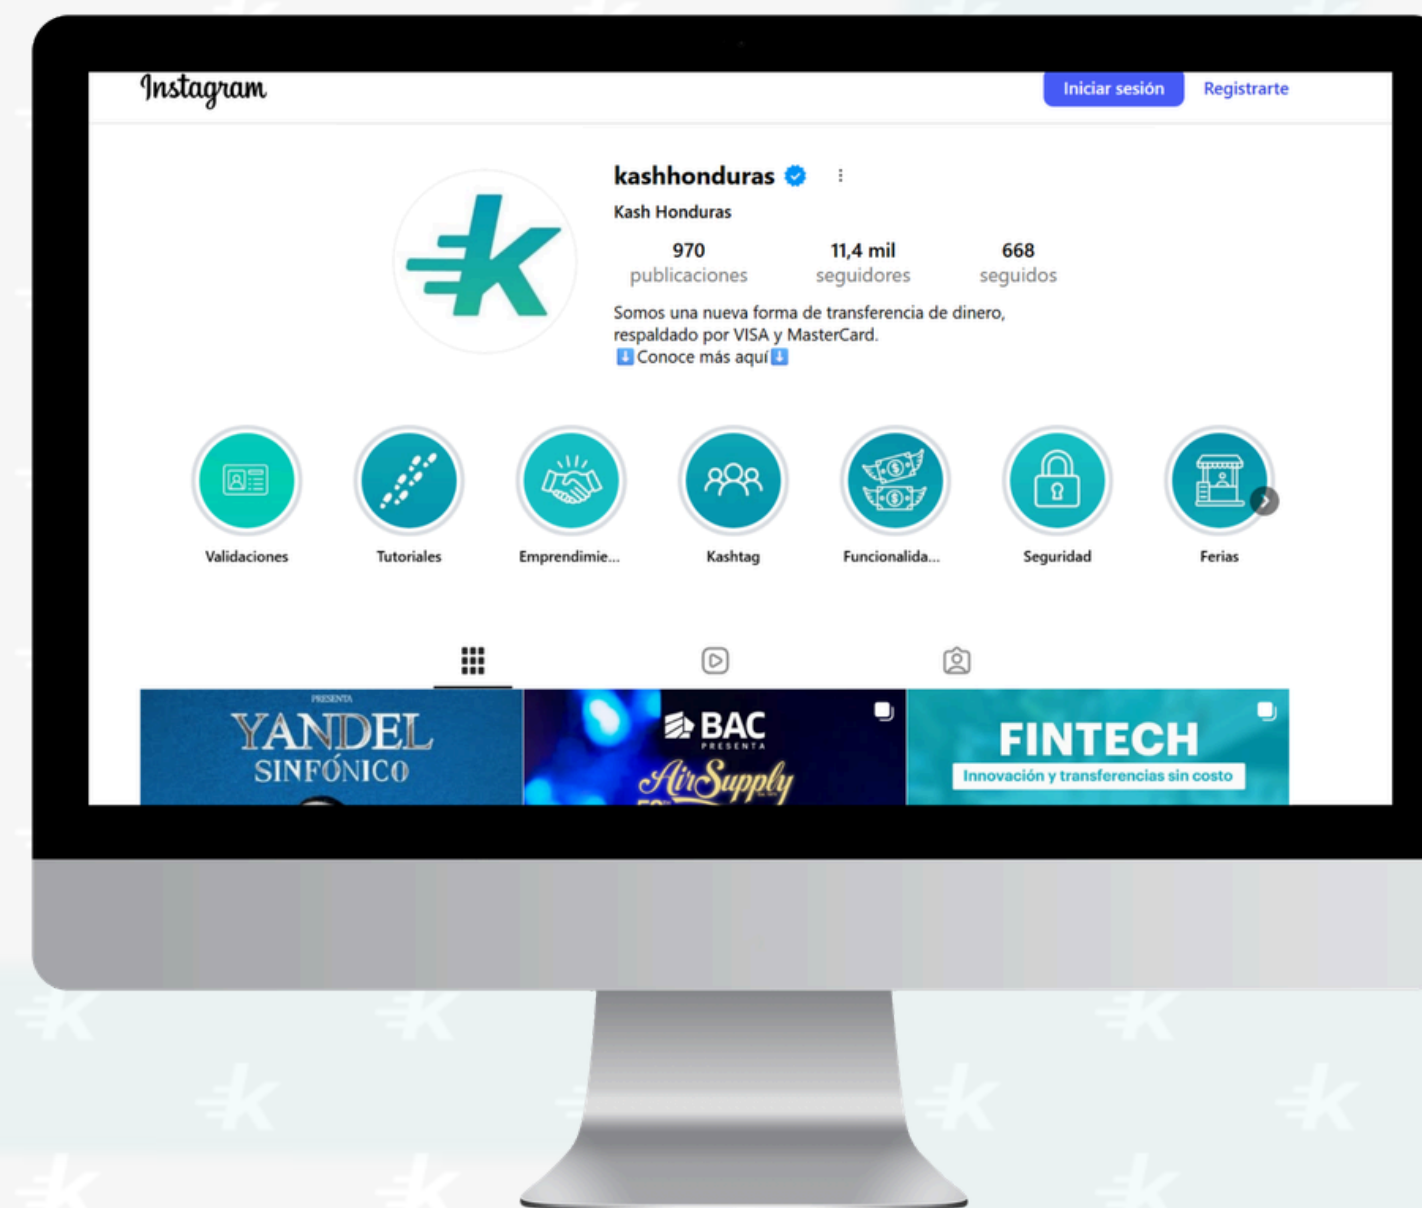 Instagram
Iniciar sesión
Registrarte
kashhonduras
Kash Honduras
970 publicaciones
11,4 mil seguidores
668 seguidos
Somos una nueva forma de transferencia de dinero,
respaldado por VISA y MasterCard.
⬇️Conoce más aquí⬇️
Validaciones
Tutoriales
Emprendimie...
Kashtag
Funcionalida...
Seguridad
Ferias
PRESENTA
YANDEL
SINFÓNICO
BAC
PRESENTA
Air Supply
FINTECH
Innovación y transferencias sin costo